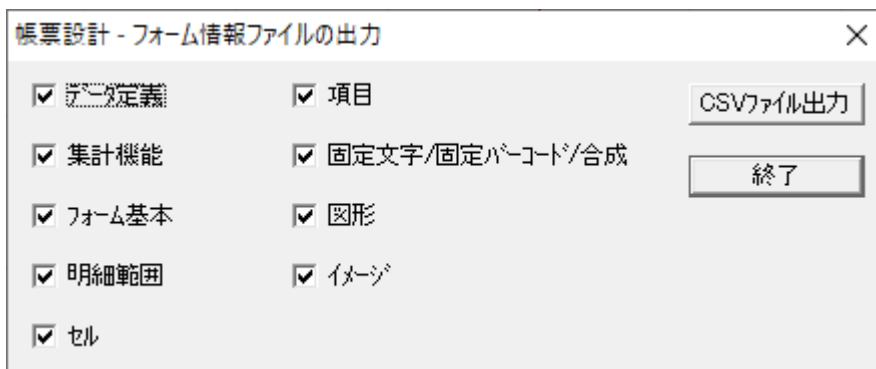 帳票設計 - フォーム情報ファイルの出力
データ定義
項目
CSVファイル出力
集計機能
固定文字/固定バーコード/合成
終了
フォーム基本
図形
明細範囲
イメージ
セル